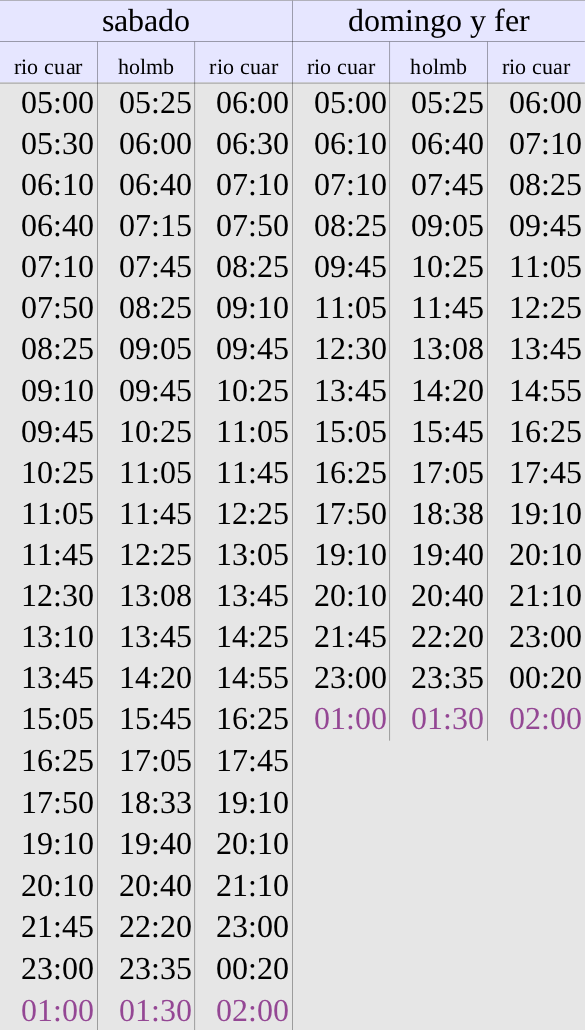 sabado domingo y fer
rio cuar holmb rio cuar rio cuar holmb rio cuar
05:00 05:25 06:00 05:00 05:25 06:00
05:30 06:00 06:30 06:10 06:40 07:10
06:10 06:40 07:10 07:10 07:45 08:25
06:40 07:15 07:50 08:25 09:05 09:45
07:10 07:45 08:25 09:45 10:25 11:05
07:50 08:25 09:10 11:05 11:45 12:25
08:25 09:05 09:45 12:30 13:08 13:45
09:10 09:45 10:25 13:45 14:20 14:55
09:45 10:25 11:05 15:05 15:45 16:25
10:25 11:05 11:45 16:25 17:05 17:45
11:05 11:45 12:25 17:50 18:38 19:10
11:45 12:25 13:05 19:10 19:40 20:10
12:30 13:08 13:45 20:10 20:40 21:10
13:10 13:45 14:25 21:45 22:20 23:00
13:45 14:20 14:55 23:00 23:35 00:20
15:05 15:45 16:25 01:00 01:30 02:00
16:25 17:05 17:45
17:50 18:33 19:10
19:10 19:40 20:10
20:10 20:40 21:10
21:45 22:20 23:00
23:00 23:35 00:20
01:00 01:30 02:00